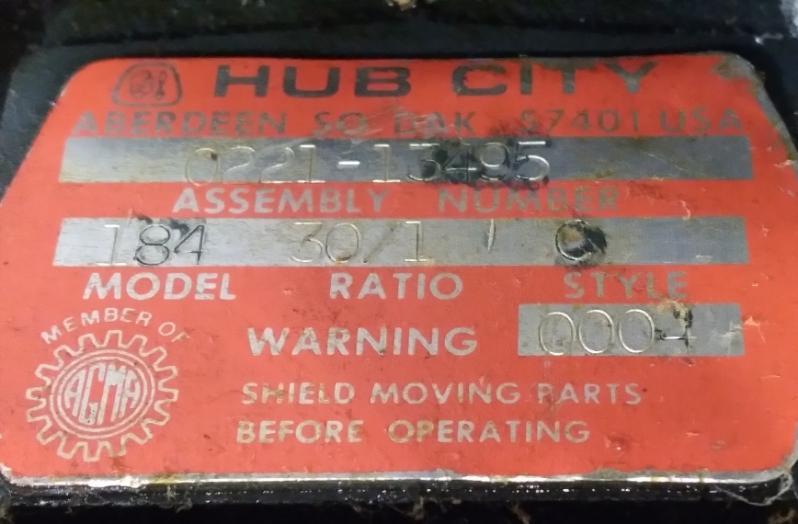 HUB CITY
ABERDEEN SO. DAK 57401 USA
0221-13495
ASSEMBLY NUMBER
184 30/1 C
MODEL RATIO STYLE
MEMBER OF
AGMA
WARNING 0004
SHIELD MOVING PARTS
BEFORE OPERATING